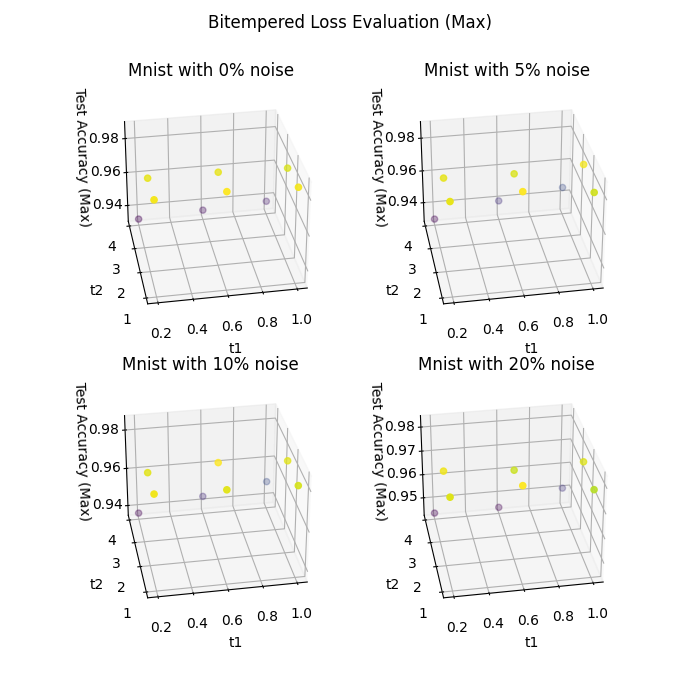 Bitempered Loss Evaluation (Max)
Mnist with 0% noise
Test Accuracy (Max)
0.98
0.96
0.94
4
3
2
1
t2
0.2 0.4 0.6 0.8 1.0
t1
Mnist with 5% noise
Test Accuracy (Max)
0.98
0.96
0.94
4
3
2
1
t2
0.2 0.4 0.6 0.8 1.0
t1
Mnist with 10% noise
Test Accuracy (Max)
0.98
0.96
0.94
4
3
2
1
t2
0.2 0.4 0.6 0.8 1.0
t1
Mnist with 20% noise
Test Accuracy (Max)
0.98
0.97
0.96
0.95
4
3
2
1
t2
0.2 0.4 0.6 0.8 1.0
t1